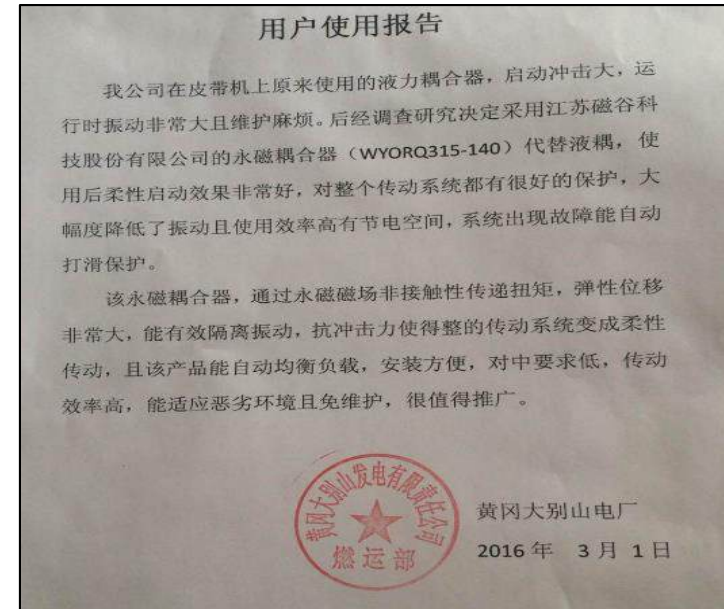 用户使用报告
我公司在皮带机上原来使用的液力耦合器，启动冲击大，运
行时振动非常大且维护麻烦。后经调查研究决定采用江苏磁谷科
技股份有限公司的永磁耦合器（WYORQ315-140）代替液耦，使
用后柔性启动效果非常好，对整个传动系统都有很好的保护，大
幅度降低了振动且使用效率高有节电空间，系统出现故障能自动
打滑保护。
该永磁耦合器，通过永磁磁场非接触性传递扭矩，弹性位移
非常大，能有效隔离振动，抗冲击力使得整的传动系统变成柔性
传动，且该产品能自动均衡负载，安装方便，对中要求低，传动
效率高，能适应恶劣环境且免维护，很值得推广。
黄冈大别山发电有限责任公司
燃运部
黄冈大别山电厂
2016年 3月 1日